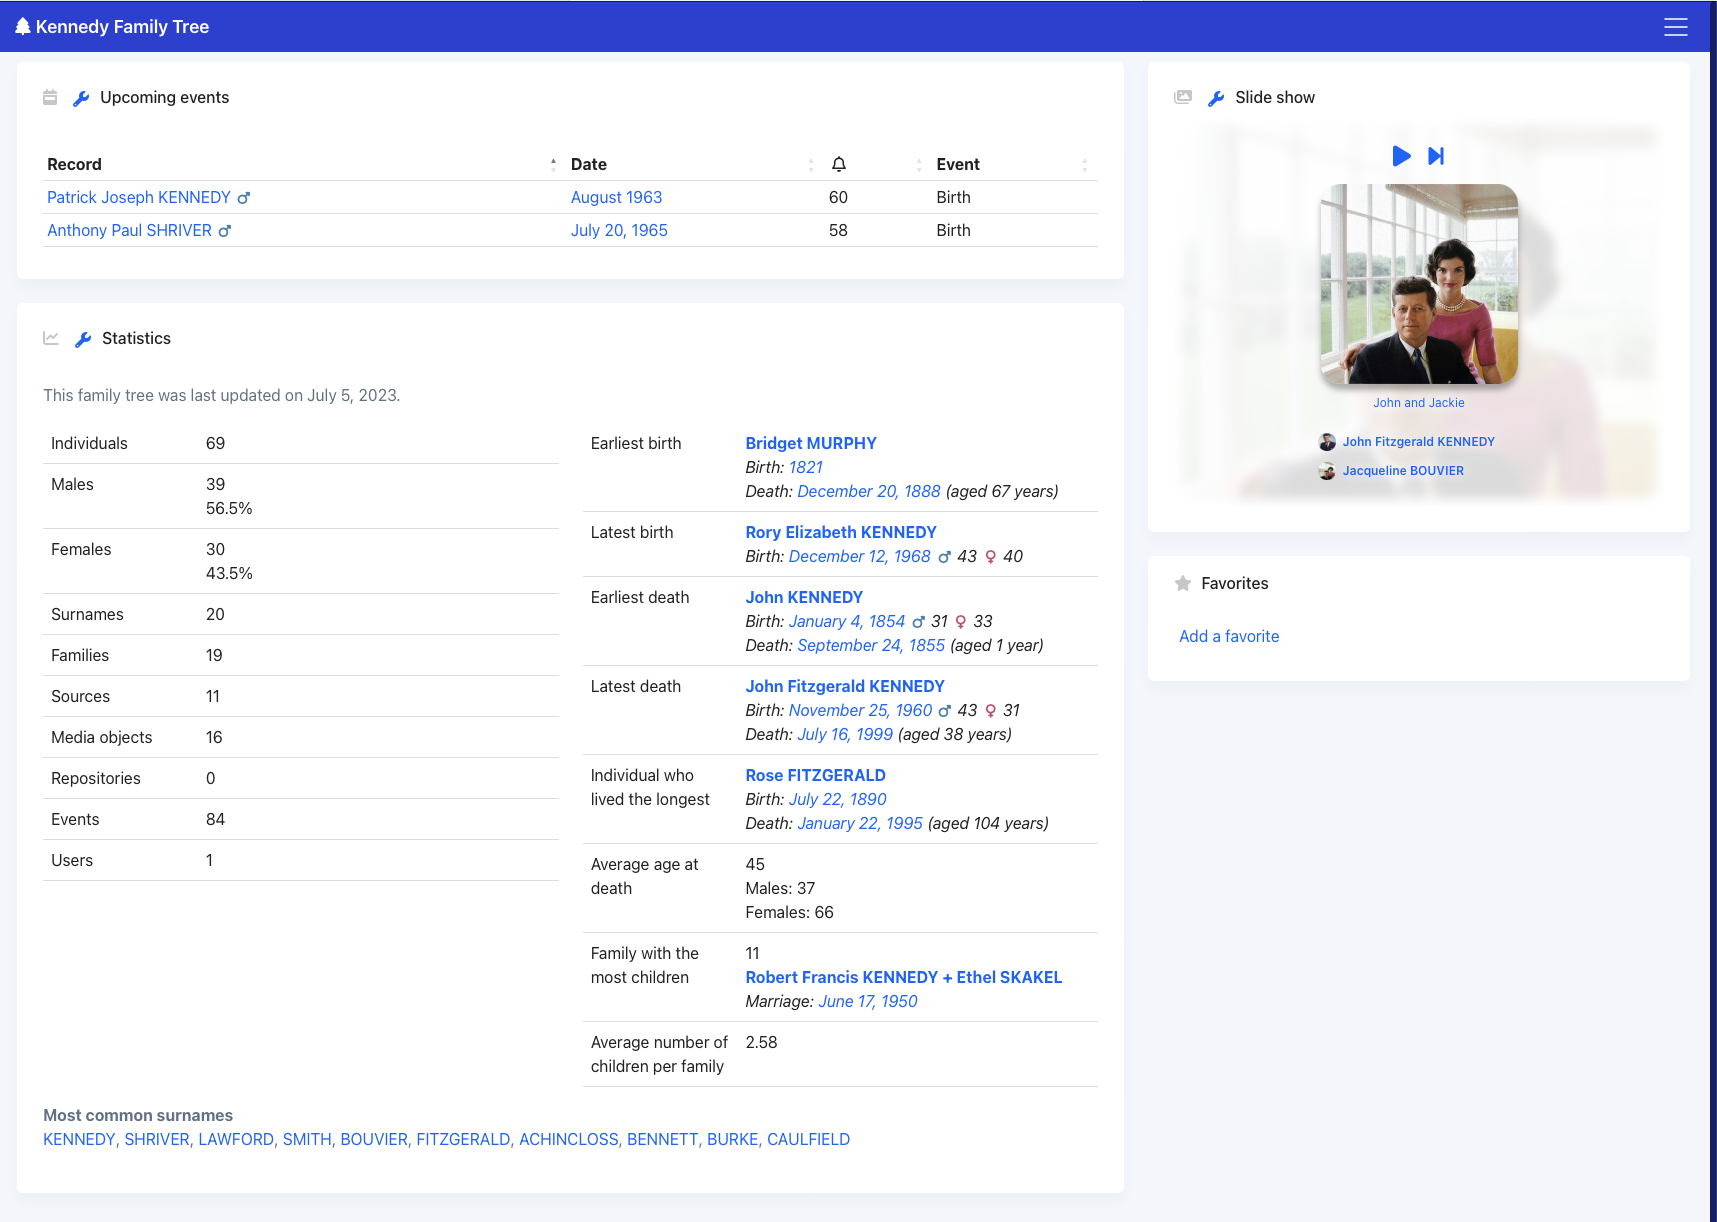 Kennedy Family Tree
Upcoming events
Record Date Event
Patrick Joseph KENNEDY August 1963 60 Birth
Anthony Paul SHRIVER July 20, 1965 58 Birth
Statistics
This family tree was last updated on July 5, 2023.
Individuals 69
Males 39
56.5%
Females 30
43.5%
Surnames 20
Families 19
Sources 11
Media objects 16
Repositories 0
Events 84
Users 1
Earliest birth Bridget MURPHY
Birth: 1821
Death: December 20, 1888 (aged 67 years)
Latest birth Rory Elizabeth KENNEDY
Birth: December 12, 1968 ♂ 43 ♀ 40
Earliest death John KENNEDY
Birth: January 4, 1854 ♂ 31 ♀ 33
Death: September 24, 1855 (aged 1 year)
Latest death John Fitzgerald KENNEDY
Birth: November 25, 1960 ♂ 43 ♀ 31
Death: July 16, 1999 (aged 38 years)
Individual who Rose FITZGERALD
lived the longest Birth: July 22, 1890
Death: January 22, 1995 (aged 104 years)
Average age at 45
death Males: 37
Females: 66
Family with the 11
most children Robert Francis KENNEDY + Ethel SKAKEL
Marriage: June 17, 1950
Average number of 2.58
children per family
Most common surnames
KENNEDY, SHRIVER, LAWFORD, SMITH, BOUVIER, FITZGERALD, ACHINCLOSS, BENNETT, BURKE, CAULFIELD
Slide show
John and Jackie
John Fitzgerald KENNEDY
Jacqueline BOUVIER
Favorites
Add a favorite